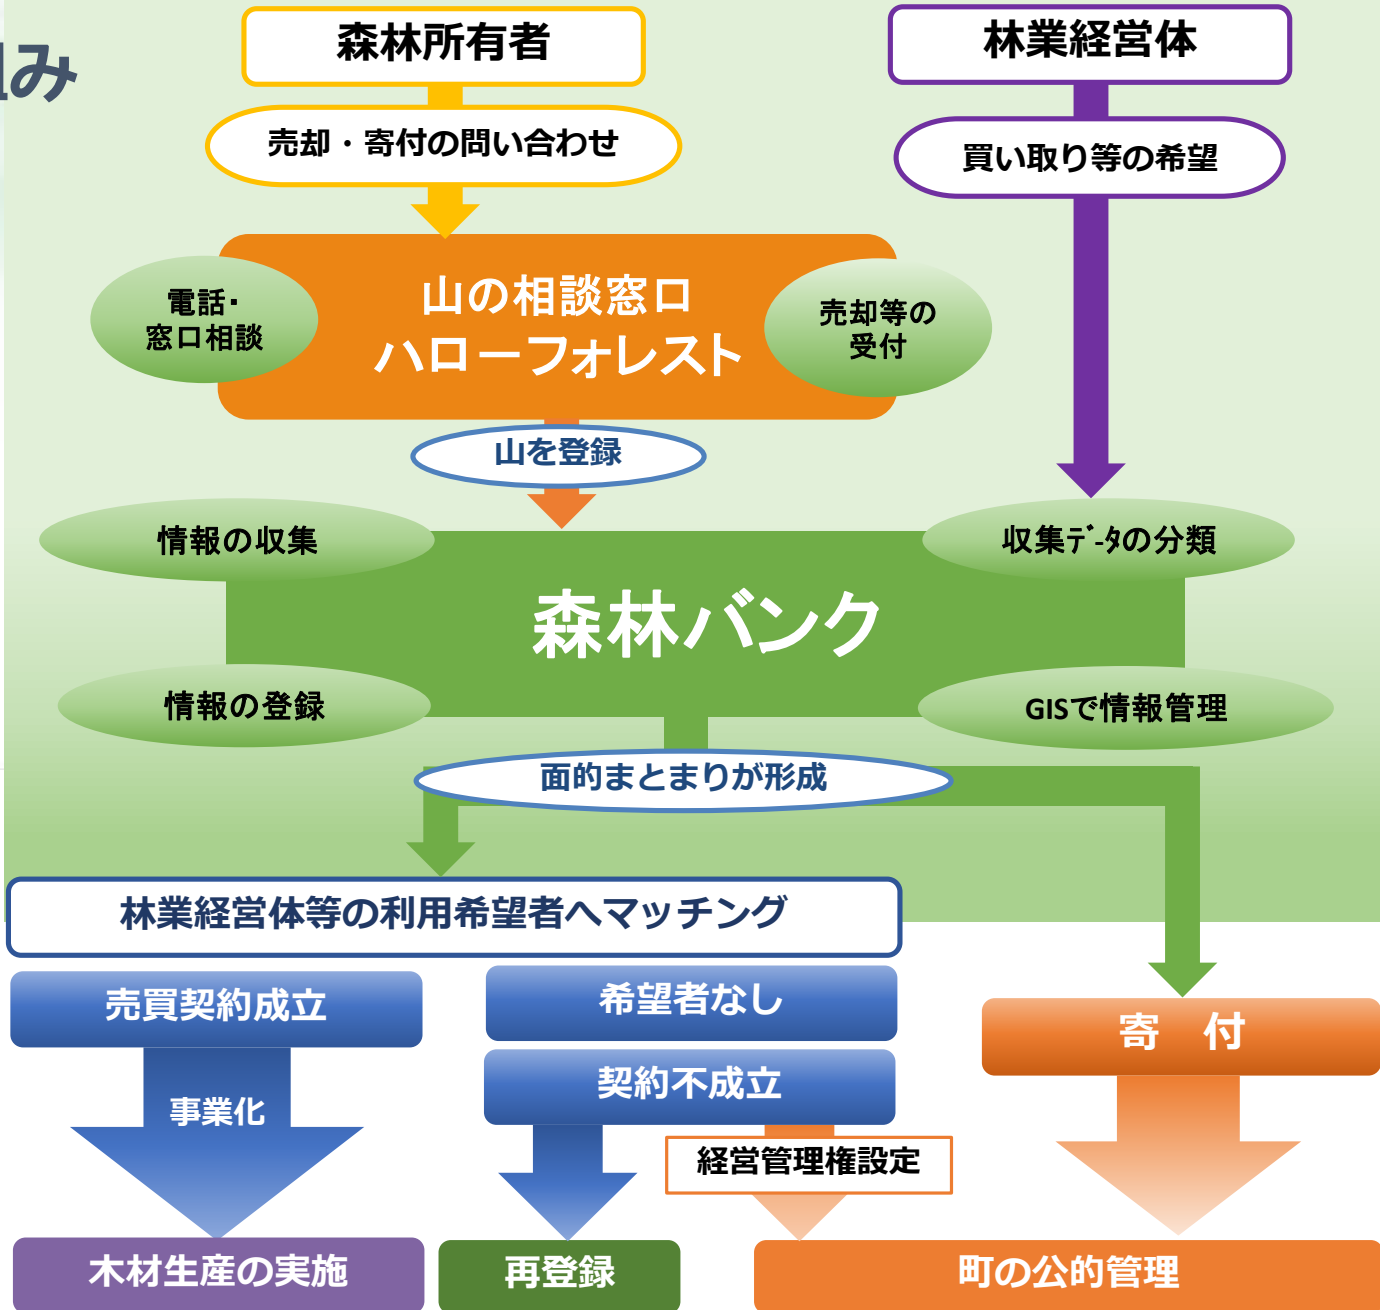 組み
森林所有者
林業経営体
売却・寄付の問い合わせ
買い取り等の希望
電話・
窓口相談
山の相談窓口
ハローフォレスト
売却等の
受付
山を登録
情報の収集
収集ﾃﾞｰﾀの分類
森林バンク
情報の登録
GISで情報管理
面的まとまりが形成
林業経営体等の利用希望者へマッチング
売買契約成立
希望者なし
寄　付
契約不成立
事業化
経営管理権設定
木材生産の実施
再登録
町の公的管理